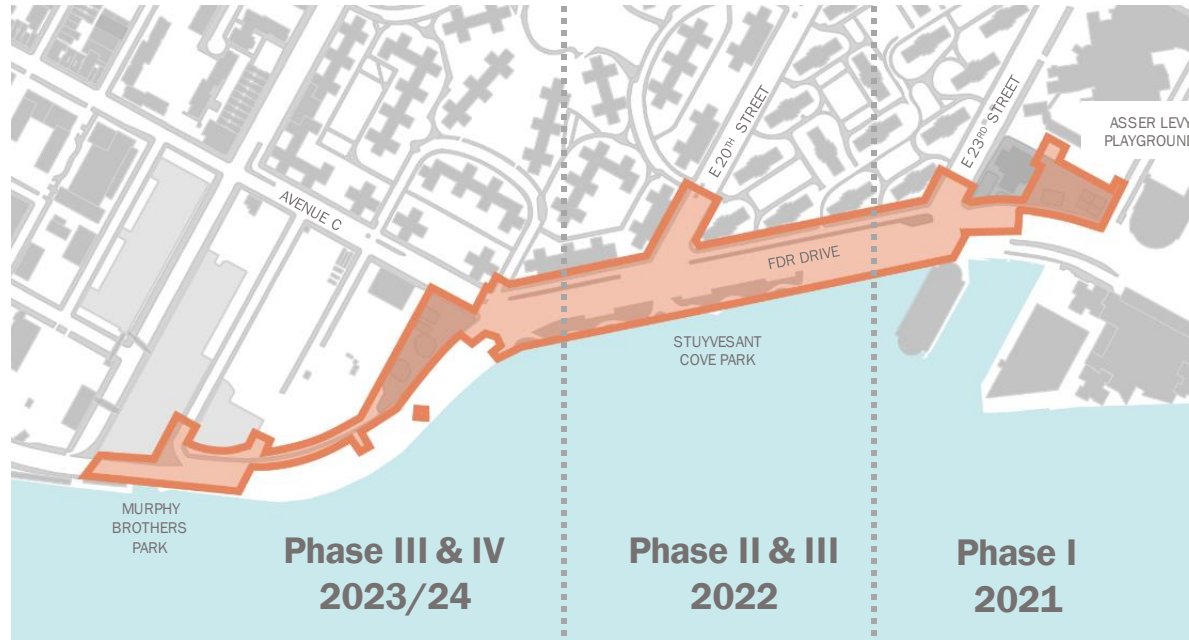 ASSER LEVY
PLAYGROUND
E 20TH STREET
E 23RD STREET
AVENUE C
FDR DRIVE
STUYVESANT
COVE PARK
MURPHY
BROTHERS
PARK
Phase III & IV
2023/24
Phase II & III
2022
Phase I
2021